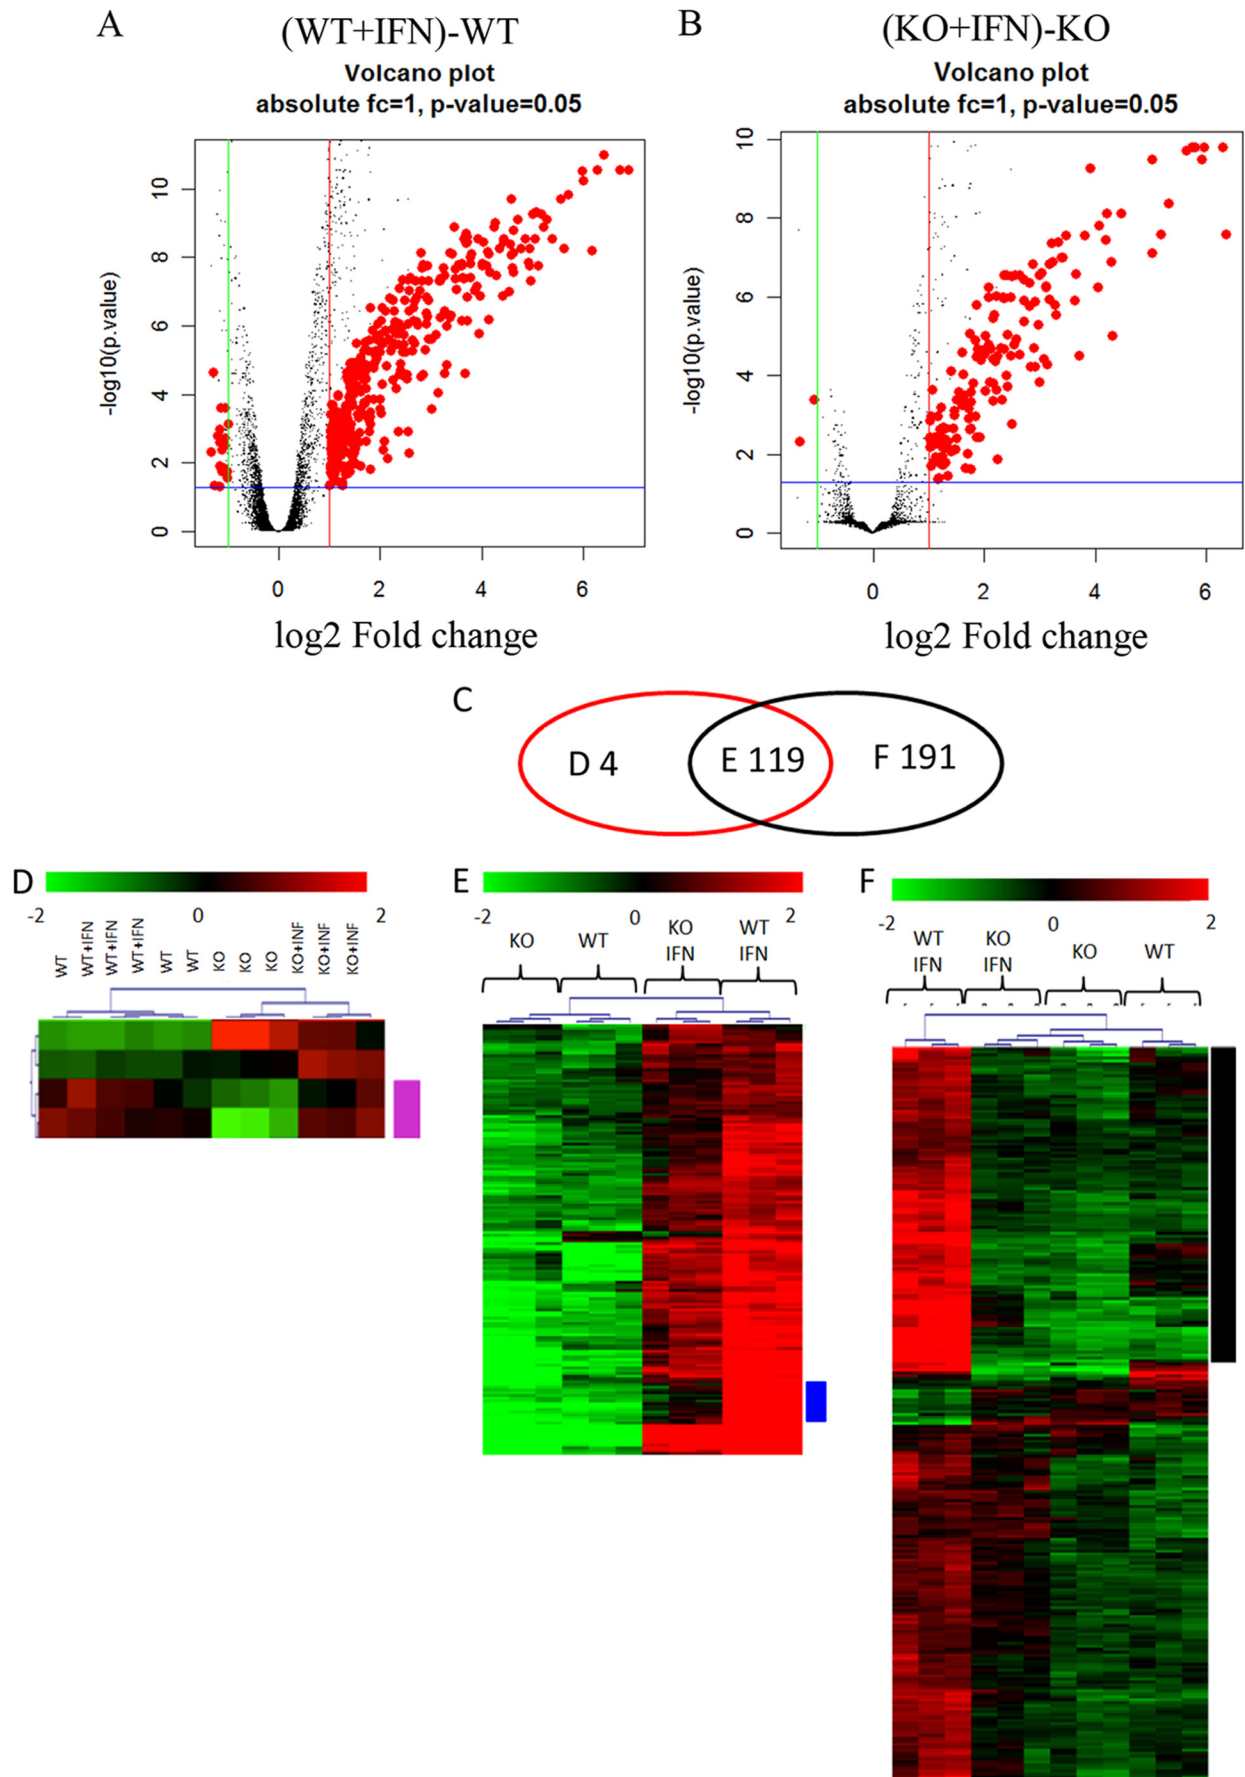 A (WT+IFN)-WT
Volcano plot
absolute fc=1, p-value=0.05
-log10(p.value)
10
8
6
4
2
0
0 2 4 6
log2 Fold change
B (KO+IFN)-KO
Volcano plot
absolute fc=1, p-value=0.05
-log10(p.value)
10
8
6
4
2
0
0 2 4 6
log2 Fold change
C
D 4 E 119 F 191
D
-2 0 2
WT WT+IFN WT+IFN WT+IFN WT WT KO KO KO KO+INF KO+INF KO+INF
E
-2 0 2
KO WT KO IFN WT IFN
F
-2 0 2
WT IFN KO IFN KO WT